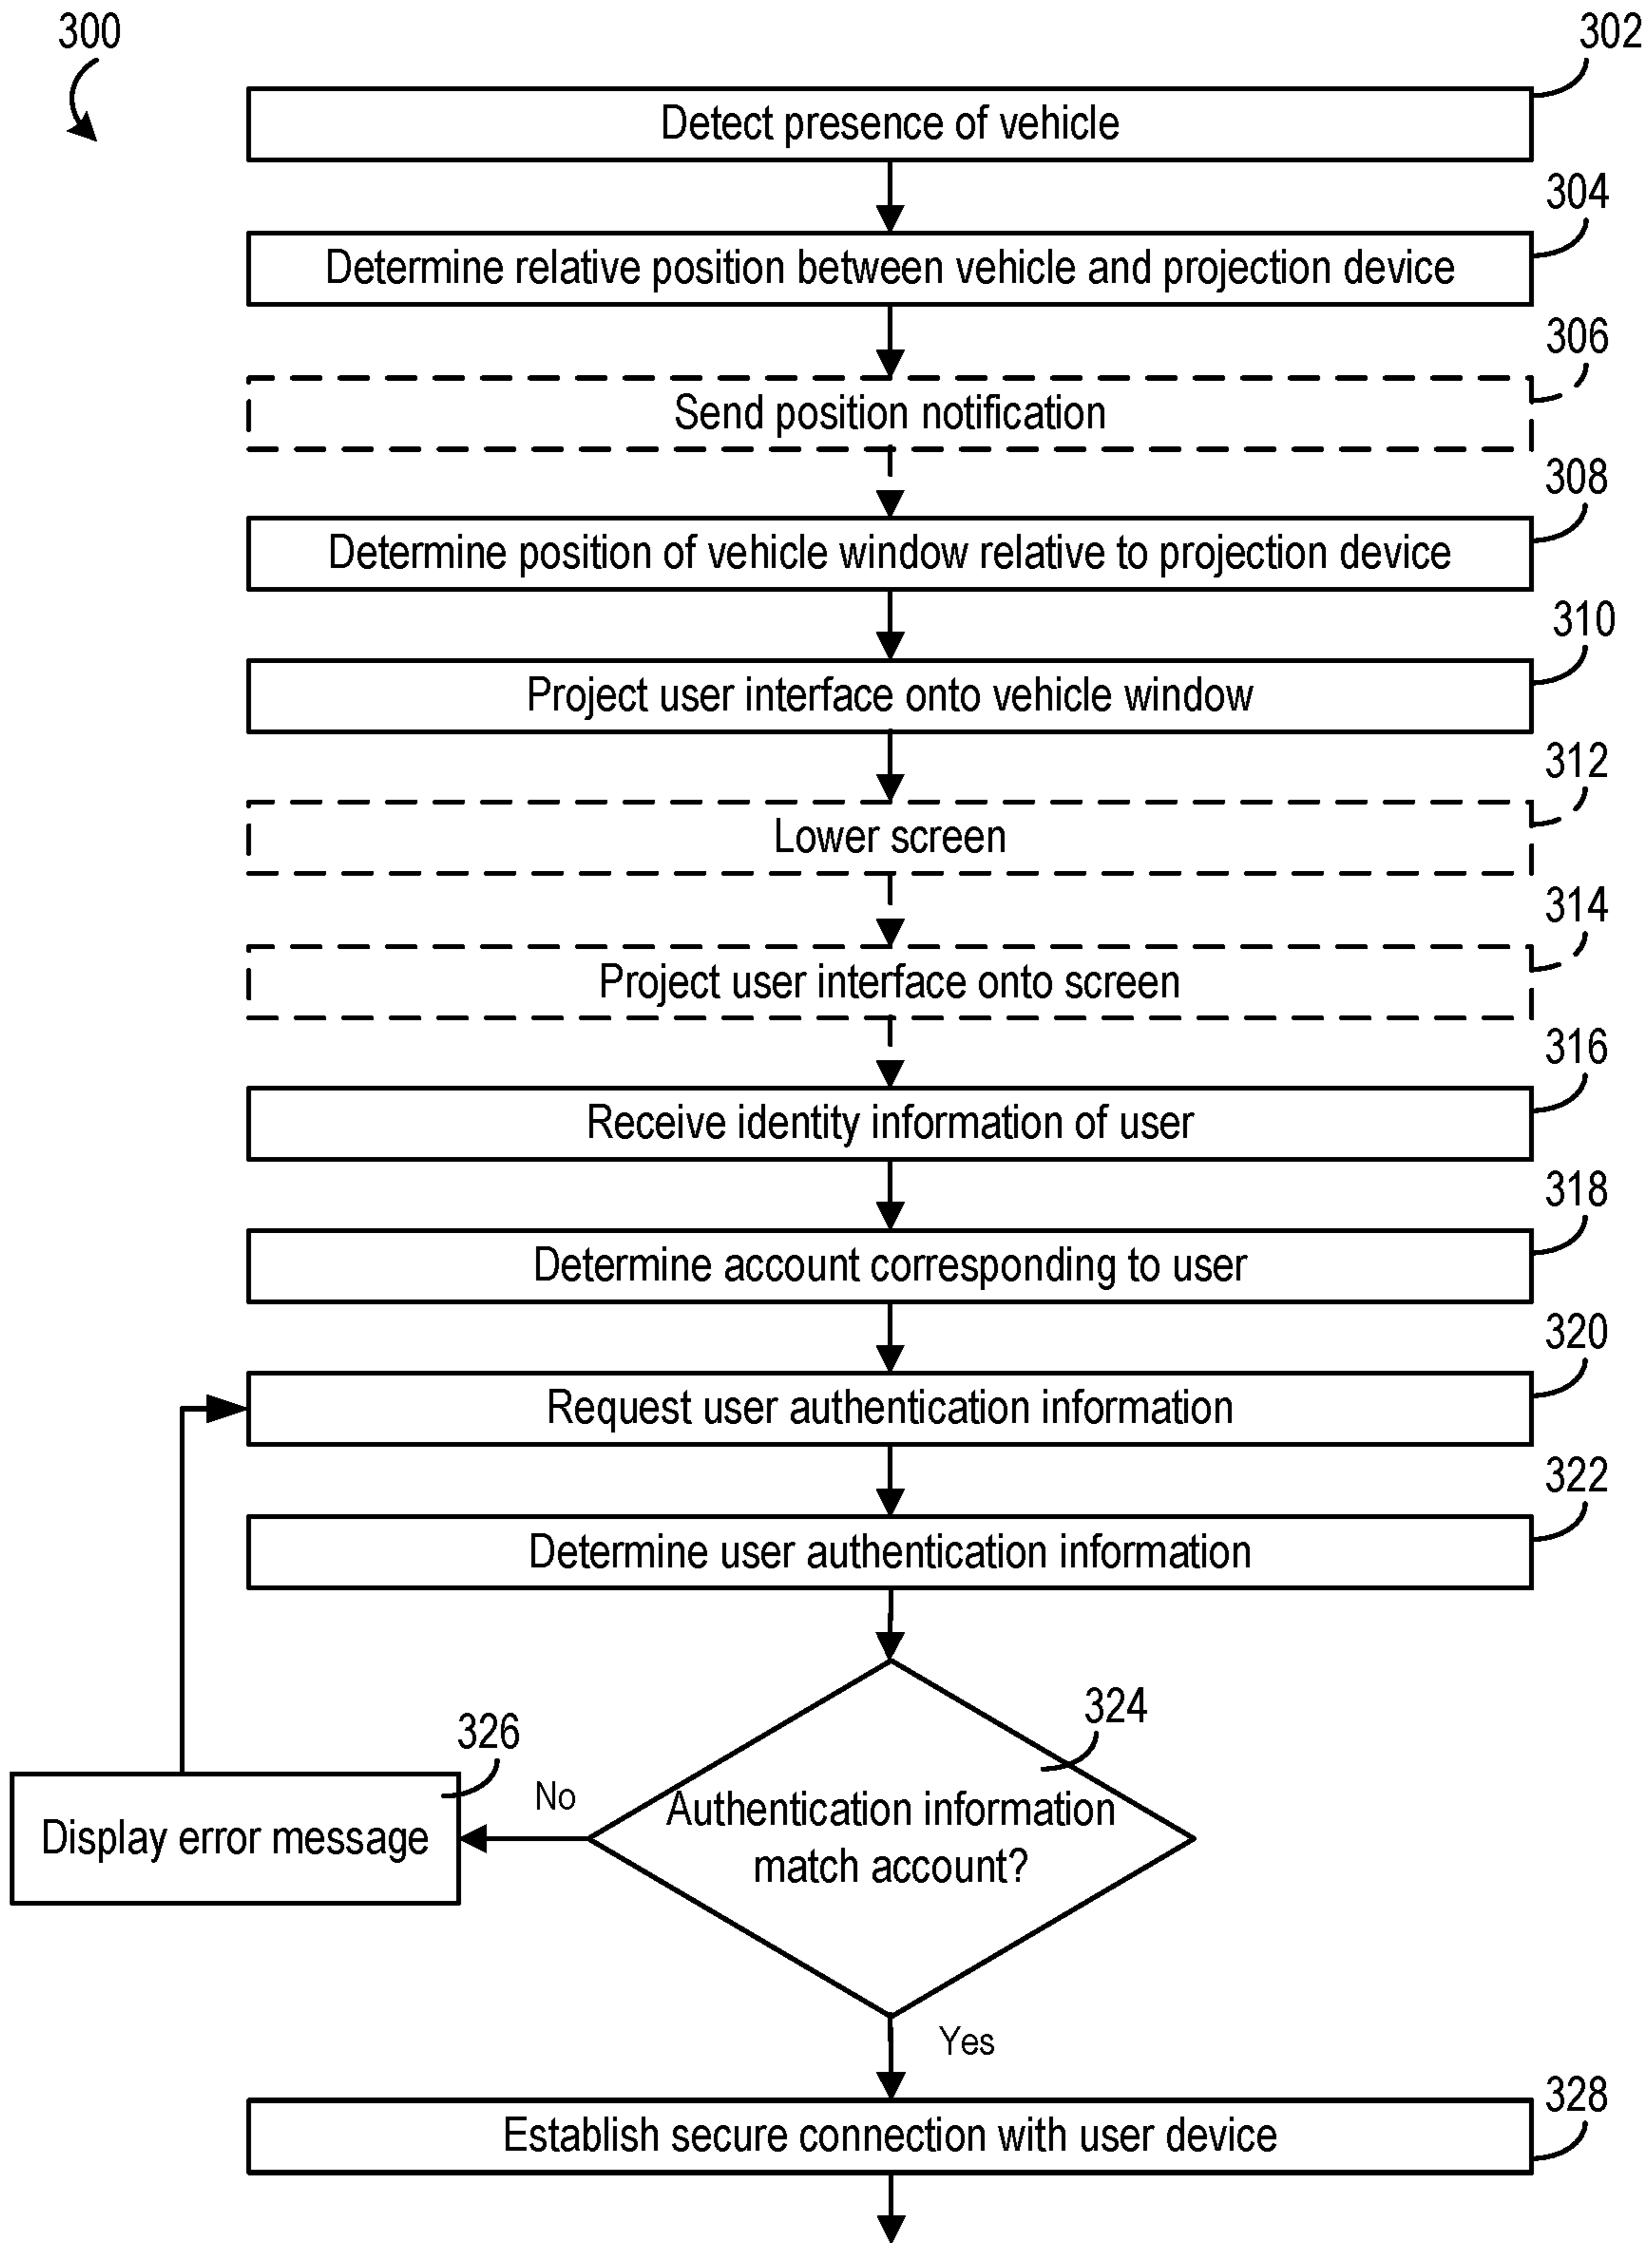 300
302
Detect presence of vehicle
304
Determine relative position between vehicle and projection device
306
Send position notification
308
Determine position of vehicle window relative to projection device
310
Project user interface onto vehicle window
312
Lower screen
314
Project user interface onto screen
316
Receive identity information of user
318
Determine account corresponding to user
320
Request user authentication information
322
Determine user authentication information
324
326
No
Authentication information
match account?
Display error message
Yes
328
Establish secure connection with user device